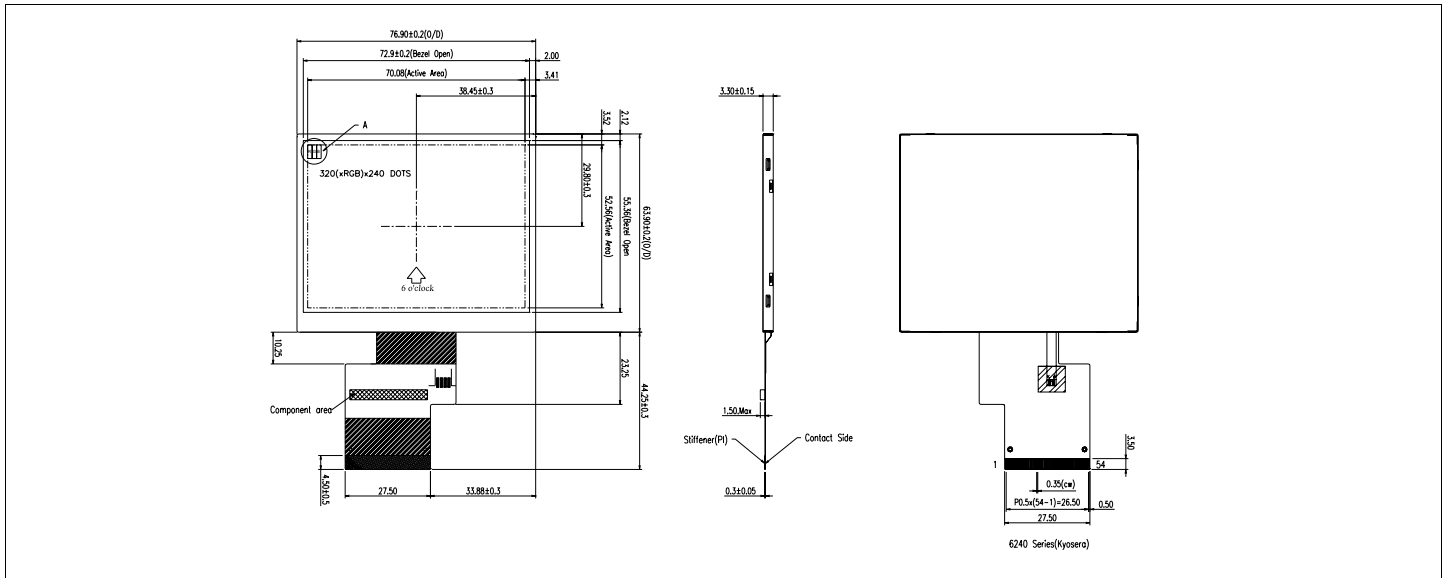 76.90±0.2(O/D)
72.9±0.2(Bezel Open)
2.00
70.08(Active Area)
3.41
38.45±0.3
3.52
2.12
A
320(xRGB)x240 DOTS
29.80±0.3
52.56(Active Area)
55.36(Bezel Open
63.90±0.2(O/D)
6 o'clock
10.25
23.25
44.25±0.3
Component area
4.50±0.5
27.50
33.88±0.3
3.30±0.15
1.50.Max
Stiffener(PI)
Contact Side
0.3±0.05
3.50
1
54
0.35(cw)
P0.5x(54-1)=26.50
0.50
27.50
6240 Series(Kyosera)